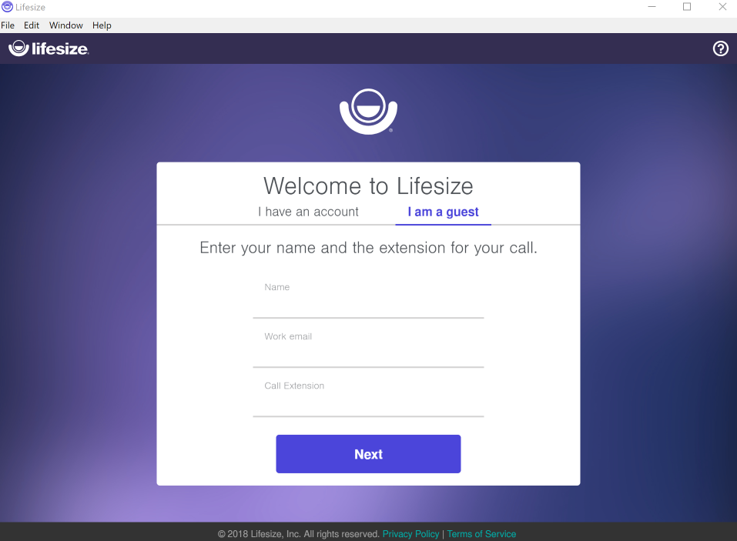 Lifesize
File Edit Window Help
lifesize
Welcome to Lifesize
I have an account I am a guest
Enter your name and the extension for your call.
Name
Work email
Call Extension
Next
© 2018 Lifesize, Inc. All rights reserved. Privacy Policy | Terms of Service